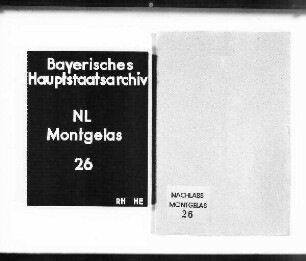 Bayerisches
Hauptstaatsarchiv
NL
Montgelas
26
RH HE
NACHLASS
MONTGELAS
26